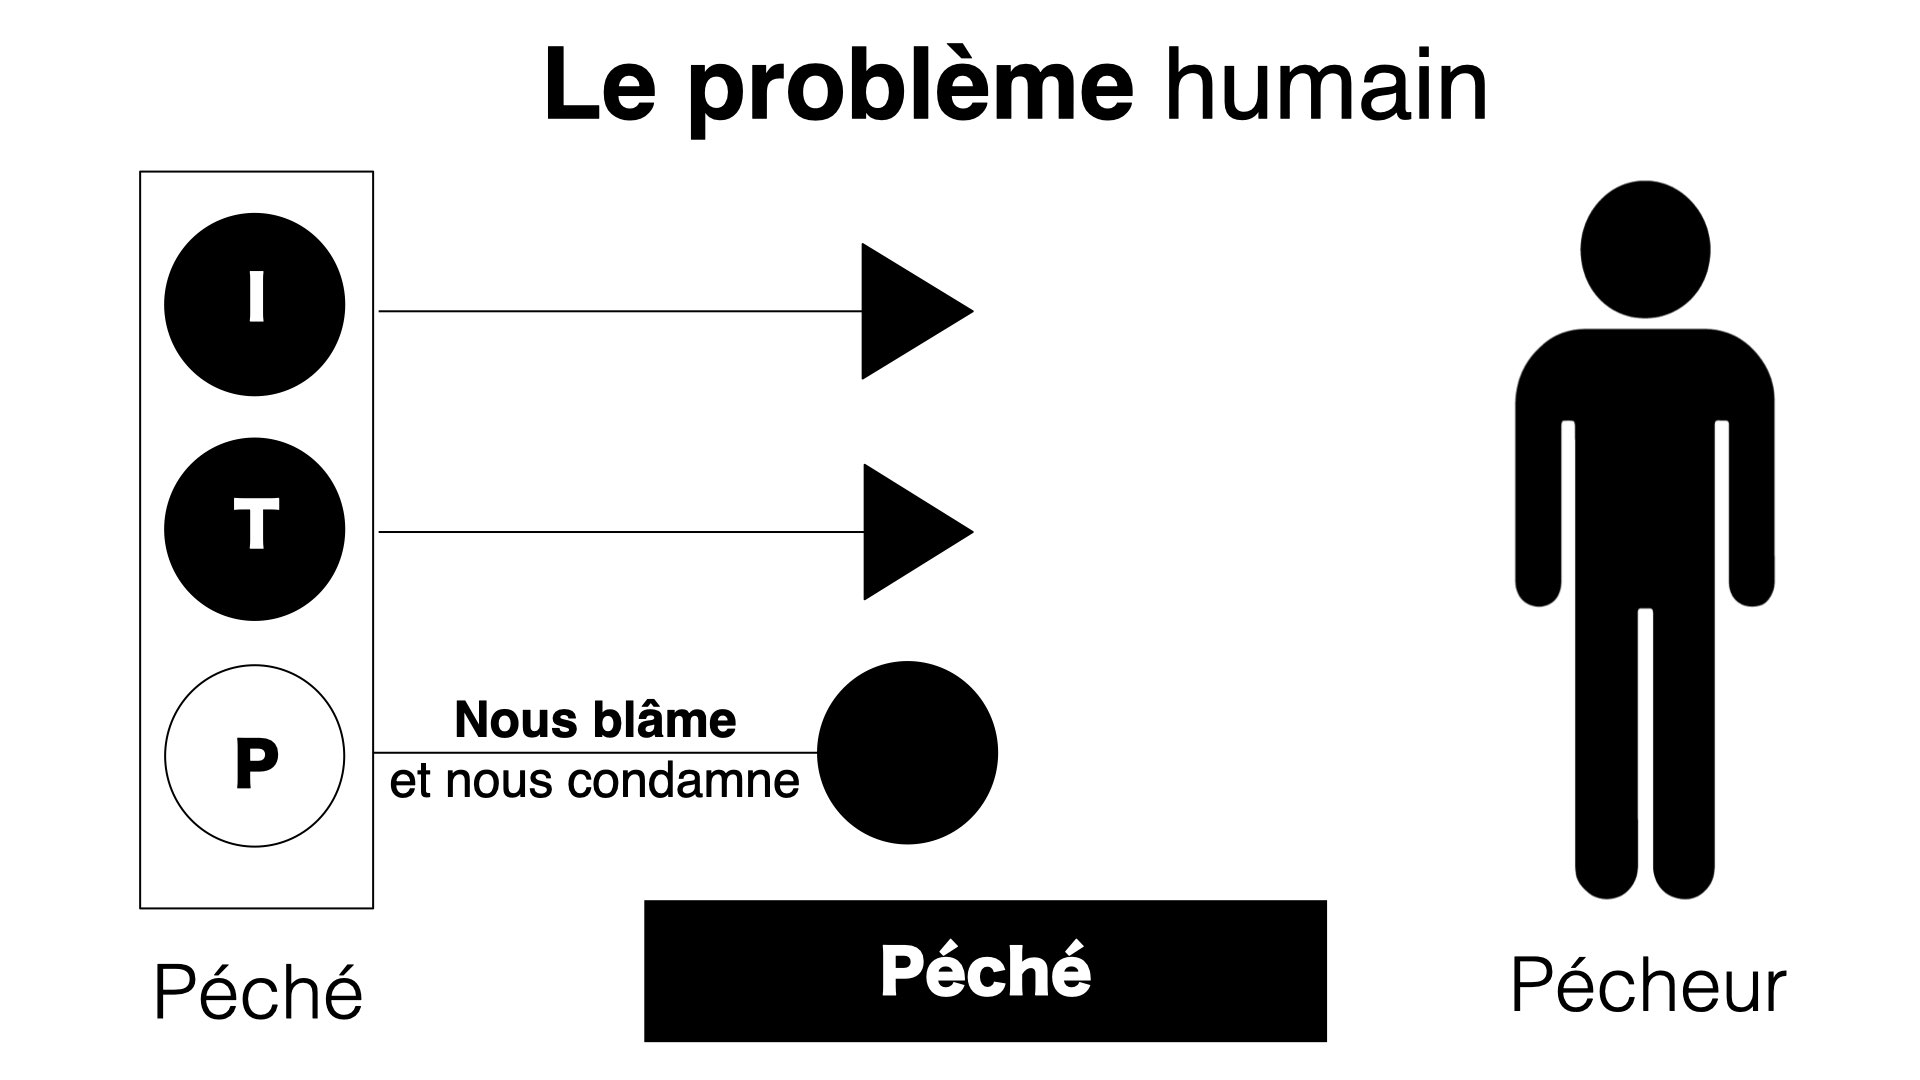 Le problème humain
I
T
P
Nous blâme
et nous condamne
Péché
Péché
Pécheur